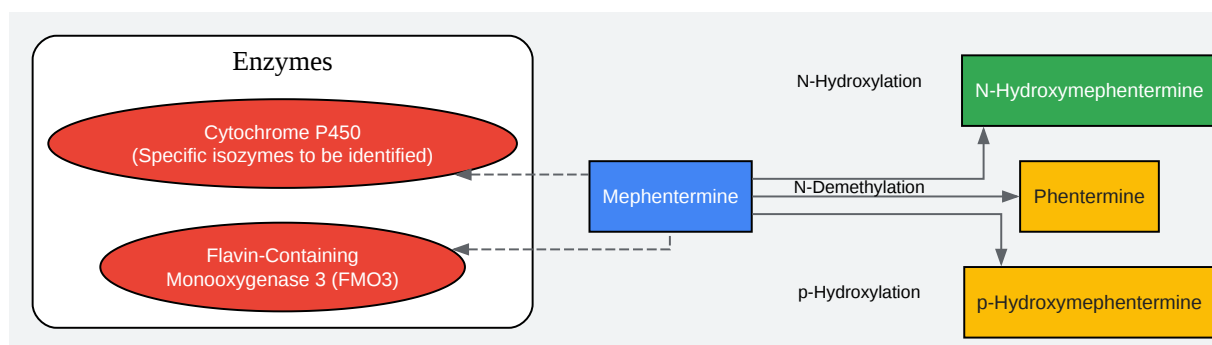 Enzymes
Cytochrome P450
(Specific isozymes to be identified)
Flavin-Containing
Monooxygenase 3 (FMO3)
Mephentermine
N-Hydroxylation
N-Hydroxymephentermine
N-Demethylation
Phentermine
p-Hydroxylation
p-Hydroxymephentermine